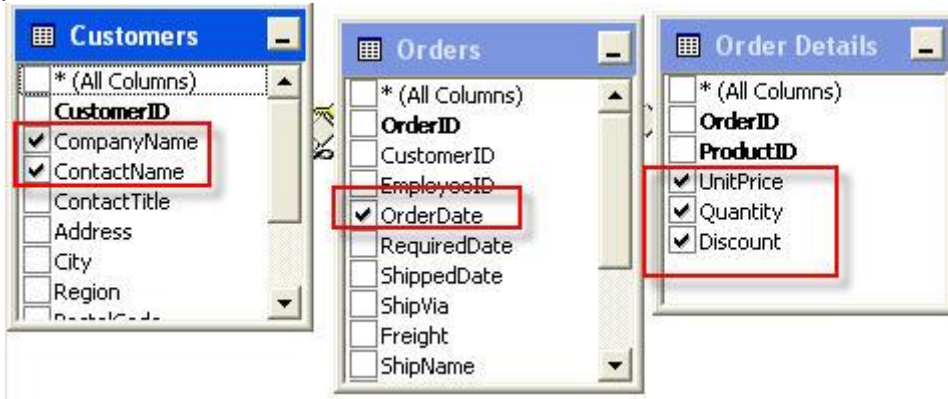 Customers
* (All Columns)
CustomerID
CompanyName
ContactName
ContactTitle
Address
City
Region
PostalCode
Orders
* (All Columns)
OrderID
CustomerID
EmployeeID
OrderDate
RequiredDate
ShippedDate
ShipVia
Freight
ShipName
Order Details
* (All Columns)
OrderID
ProductID
UnitPrice
Quantity
Discount